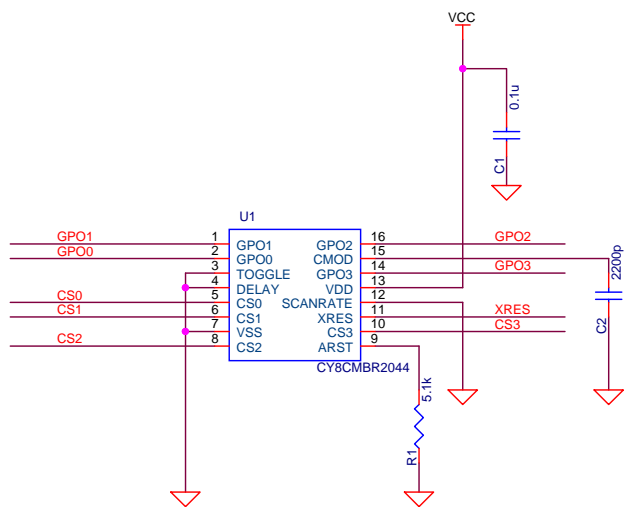 VCC
0.1u
C1
U1
GPO1 1 GPO1 GPO2 16 GPO2
GPO0 2 GPO0 CMOD 15
3 TOGGLE GPO3 14 GPO3
4 DELAY VDD 13
CS0 5 CS0 SCANRATE 12
CS1 6 CS1 XRES 11 XRES
7 VSS CS3 10 CS3
CS2 8 CS2 ARST 9
CY8CMBR2044
2200p
C2
5.1k
R1